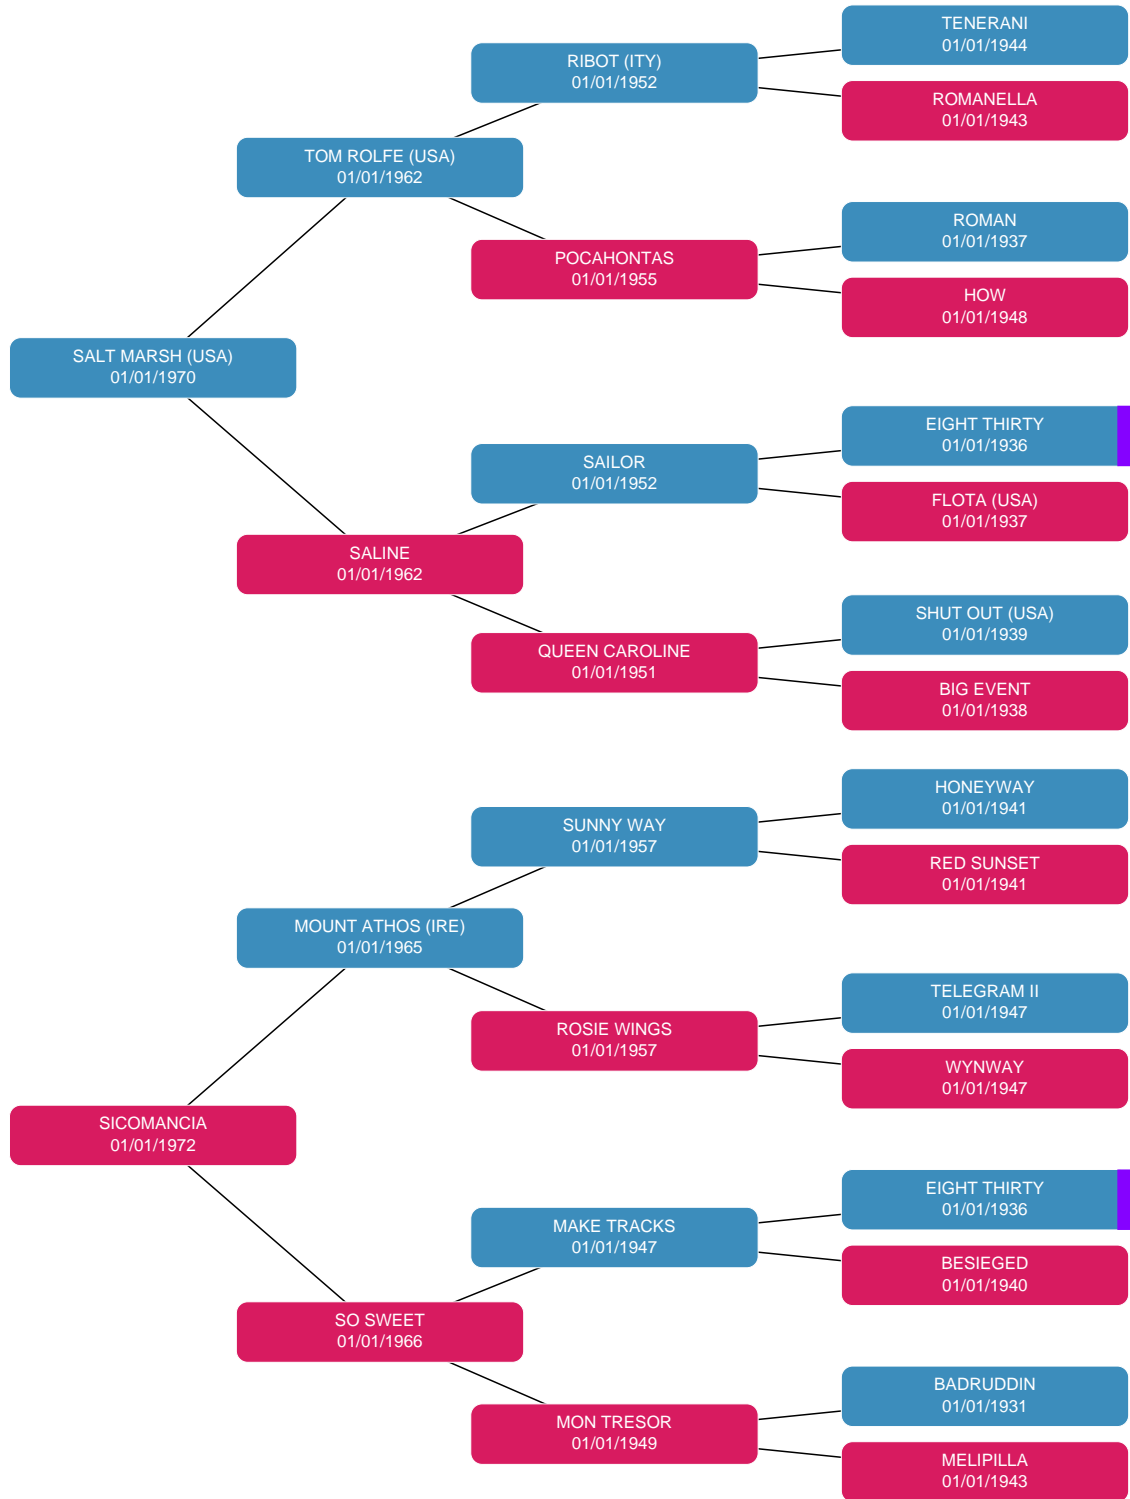 TENERANI
01/01/1944
RIBOT (ITY)
01/01/1952
ROMANELLA
01/01/1943
TOM ROLFE (USA)
01/01/1962
ROMAN
01/01/1937
POCAHONTAS
01/01/1955
HOW
01/01/1948
SALT MARSH (USA)
01/01/1970
EIGHT THIRTY
01/01/1936
SAILOR
01/01/1952
FLOTA (USA)
01/01/1937
SALINE
01/01/1962
SHUT OUT (USA)
01/01/1939
QUEEN CAROLINE
01/01/1951
BIG EVENT
01/01/1938
HONEYWAY
01/01/1941
SUNNY WAY
01/01/1957
RED SUNSET
01/01/1941
MOUNT ATHOS (IRE)
01/01/1965
TELEGRAM II
01/01/1947
ROSIE WINGS
01/01/1957
WYNWAY
01/01/1947
SICOMANCIA
01/01/1972
EIGHT THIRTY
01/01/1936
MAKE TRACKS
01/01/1947
BESIEGED
01/01/1940
SO SWEET
01/01/1966
BADRUDDIN
01/01/1931
MON TRESOR
01/01/1949
MELIPILLA
01/01/1943